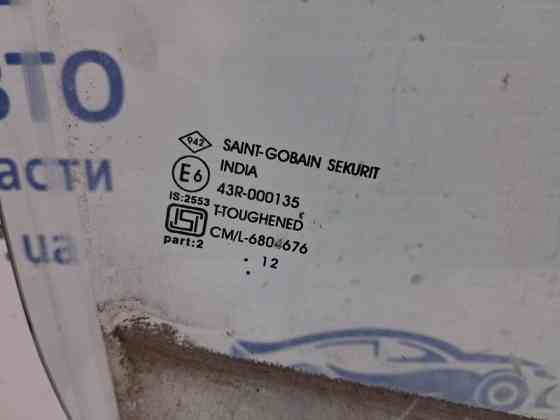 ВТО
асти
ua
942
SAINT-GOBAIN SEKURIT
INDIA
E6
43R-000135
IS:2553
T-TOUGHENED
CM/L-6804676
part:2
12